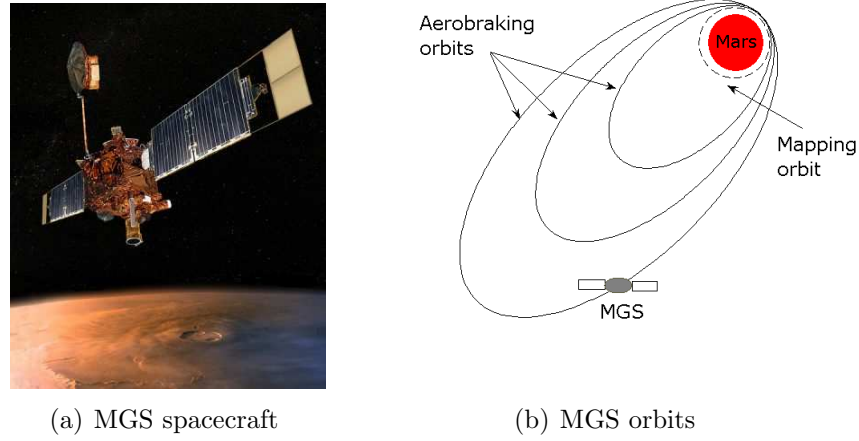 Aerobraking
orbits
Mars
Mapping
orbit
MGS
(a) MGS spacecraft
(b) MGS orbits